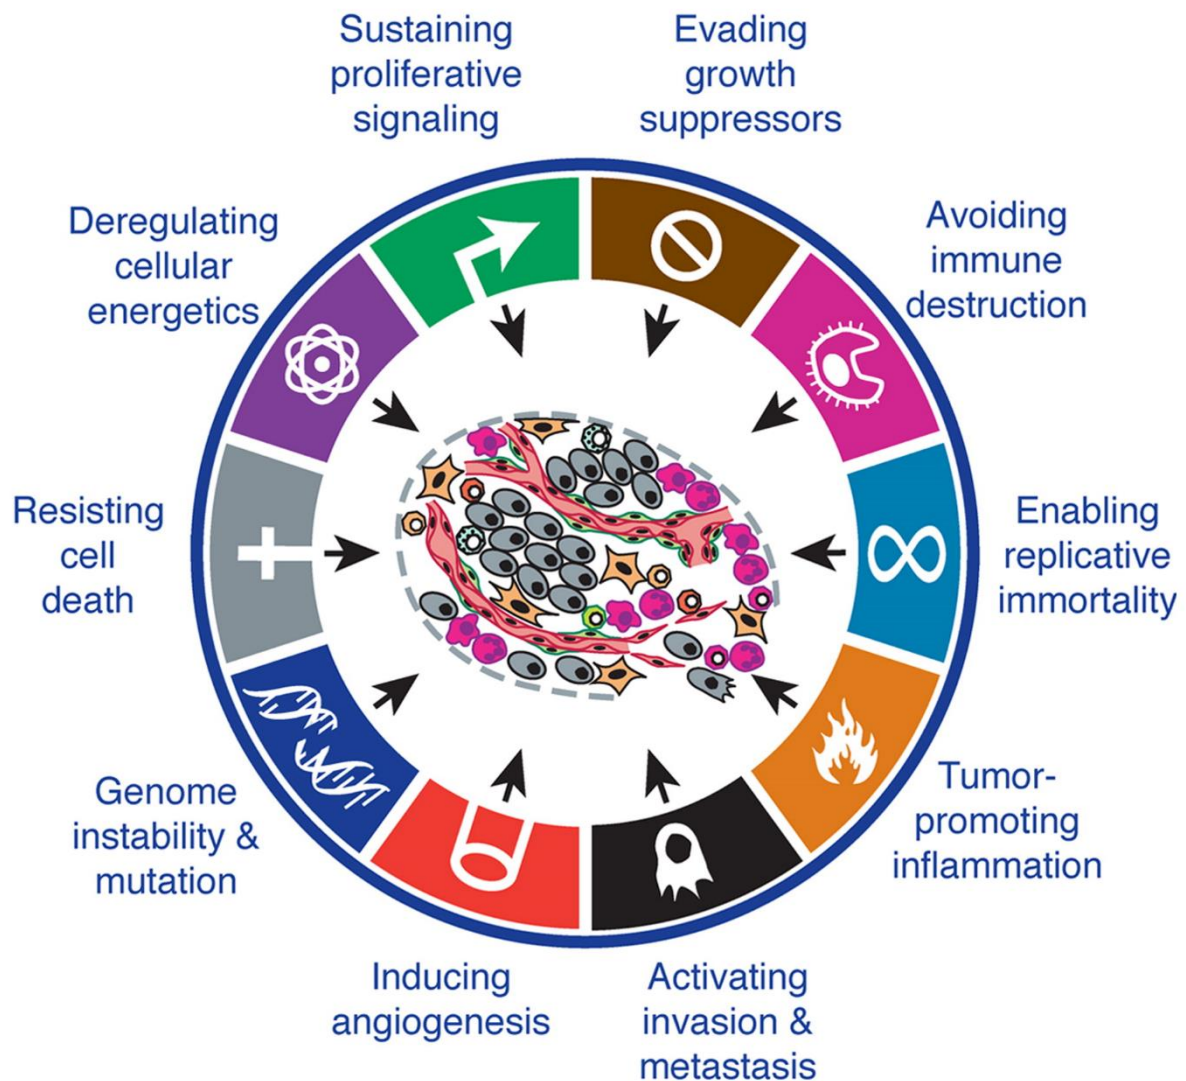 Sustaining
proliferative
signaling
Evading
growth
suppressors
Avoiding
immune
destruction
Enabling
replicative
immortality
Tumor-
promoting
inflammation
Activating
invasion &
metastasis
Inducing
angiogenesis
Genome
instability &
mutation
Resisting
cell
death
Deregulating
cellular
energetics